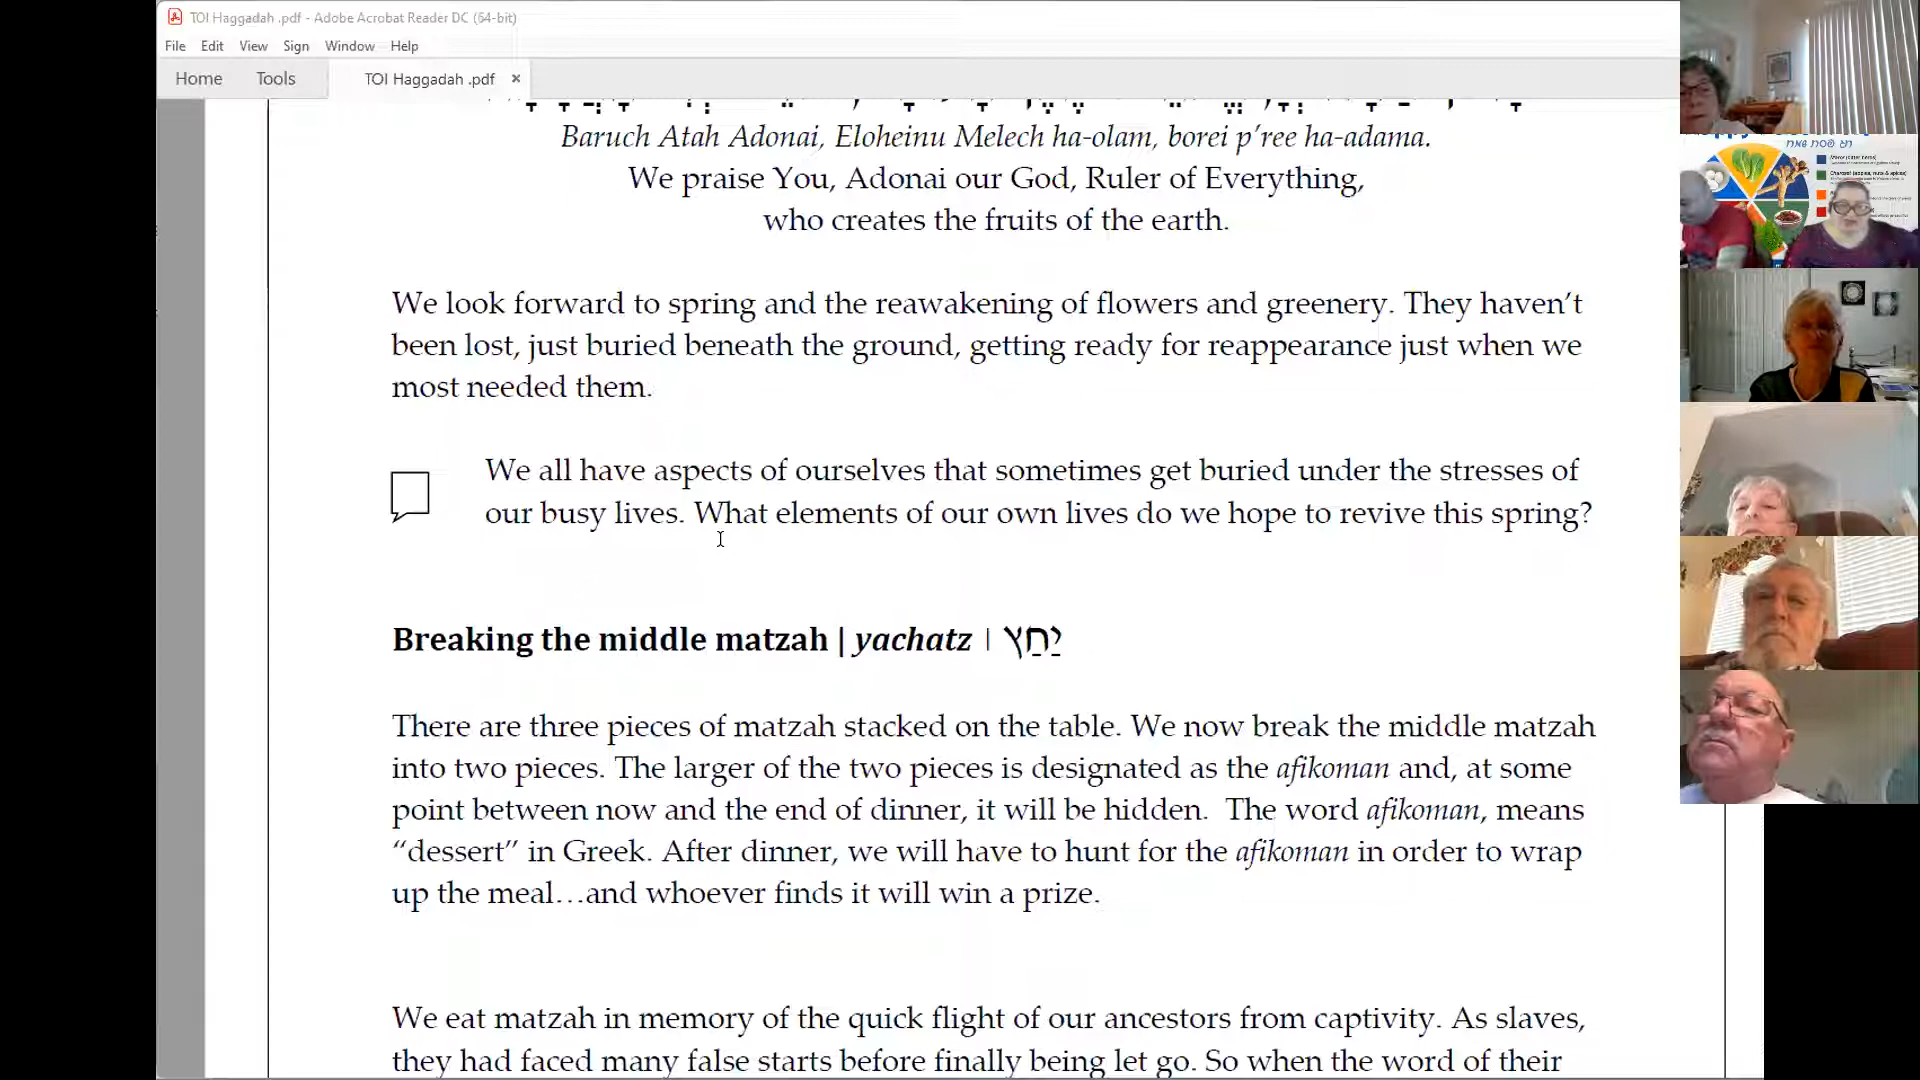 TOI Haggadah .pdf - Adobe Acrobat Reader DC (64-bit)
File Edit View Sign Window Help
Home Tools TOI Haggadah .pdf ×
Baruch Atah Adonai, Eloheinu Melech ha-olam, borei p’ree ha-adama.
We praise You, Adonai our God, Ruler of Everything,
who creates the fruits of the earth.
We look forward to spring and the reawakening of flowers and greenery. They haven’t
been lost, just buried beneath the ground, getting ready for reappearance just when we
most needed them.
We all have aspects of ourselves that sometimes get buried under the stresses of
our busy lives. What elements of our own lives do we hope to revive this spring?
Breaking the middle matzah | yachatz | יַחַץ
There are three pieces of matzah stacked on the table. We now break the middle matzah
into two pieces. The larger of the two pieces is designated as the afikoman and, at some
point between now and the end of dinner, it will be hidden. The word afikoman, means
“dessert” in Greek. After dinner, we will have to hunt for the afikoman in order to wrap
up the meal…and whoever finds it will win a prize.
We eat matzah in memory of the quick flight of our ancestors from captivity. As slaves,
they had faced many false starts before finally being let go. So when the word of their